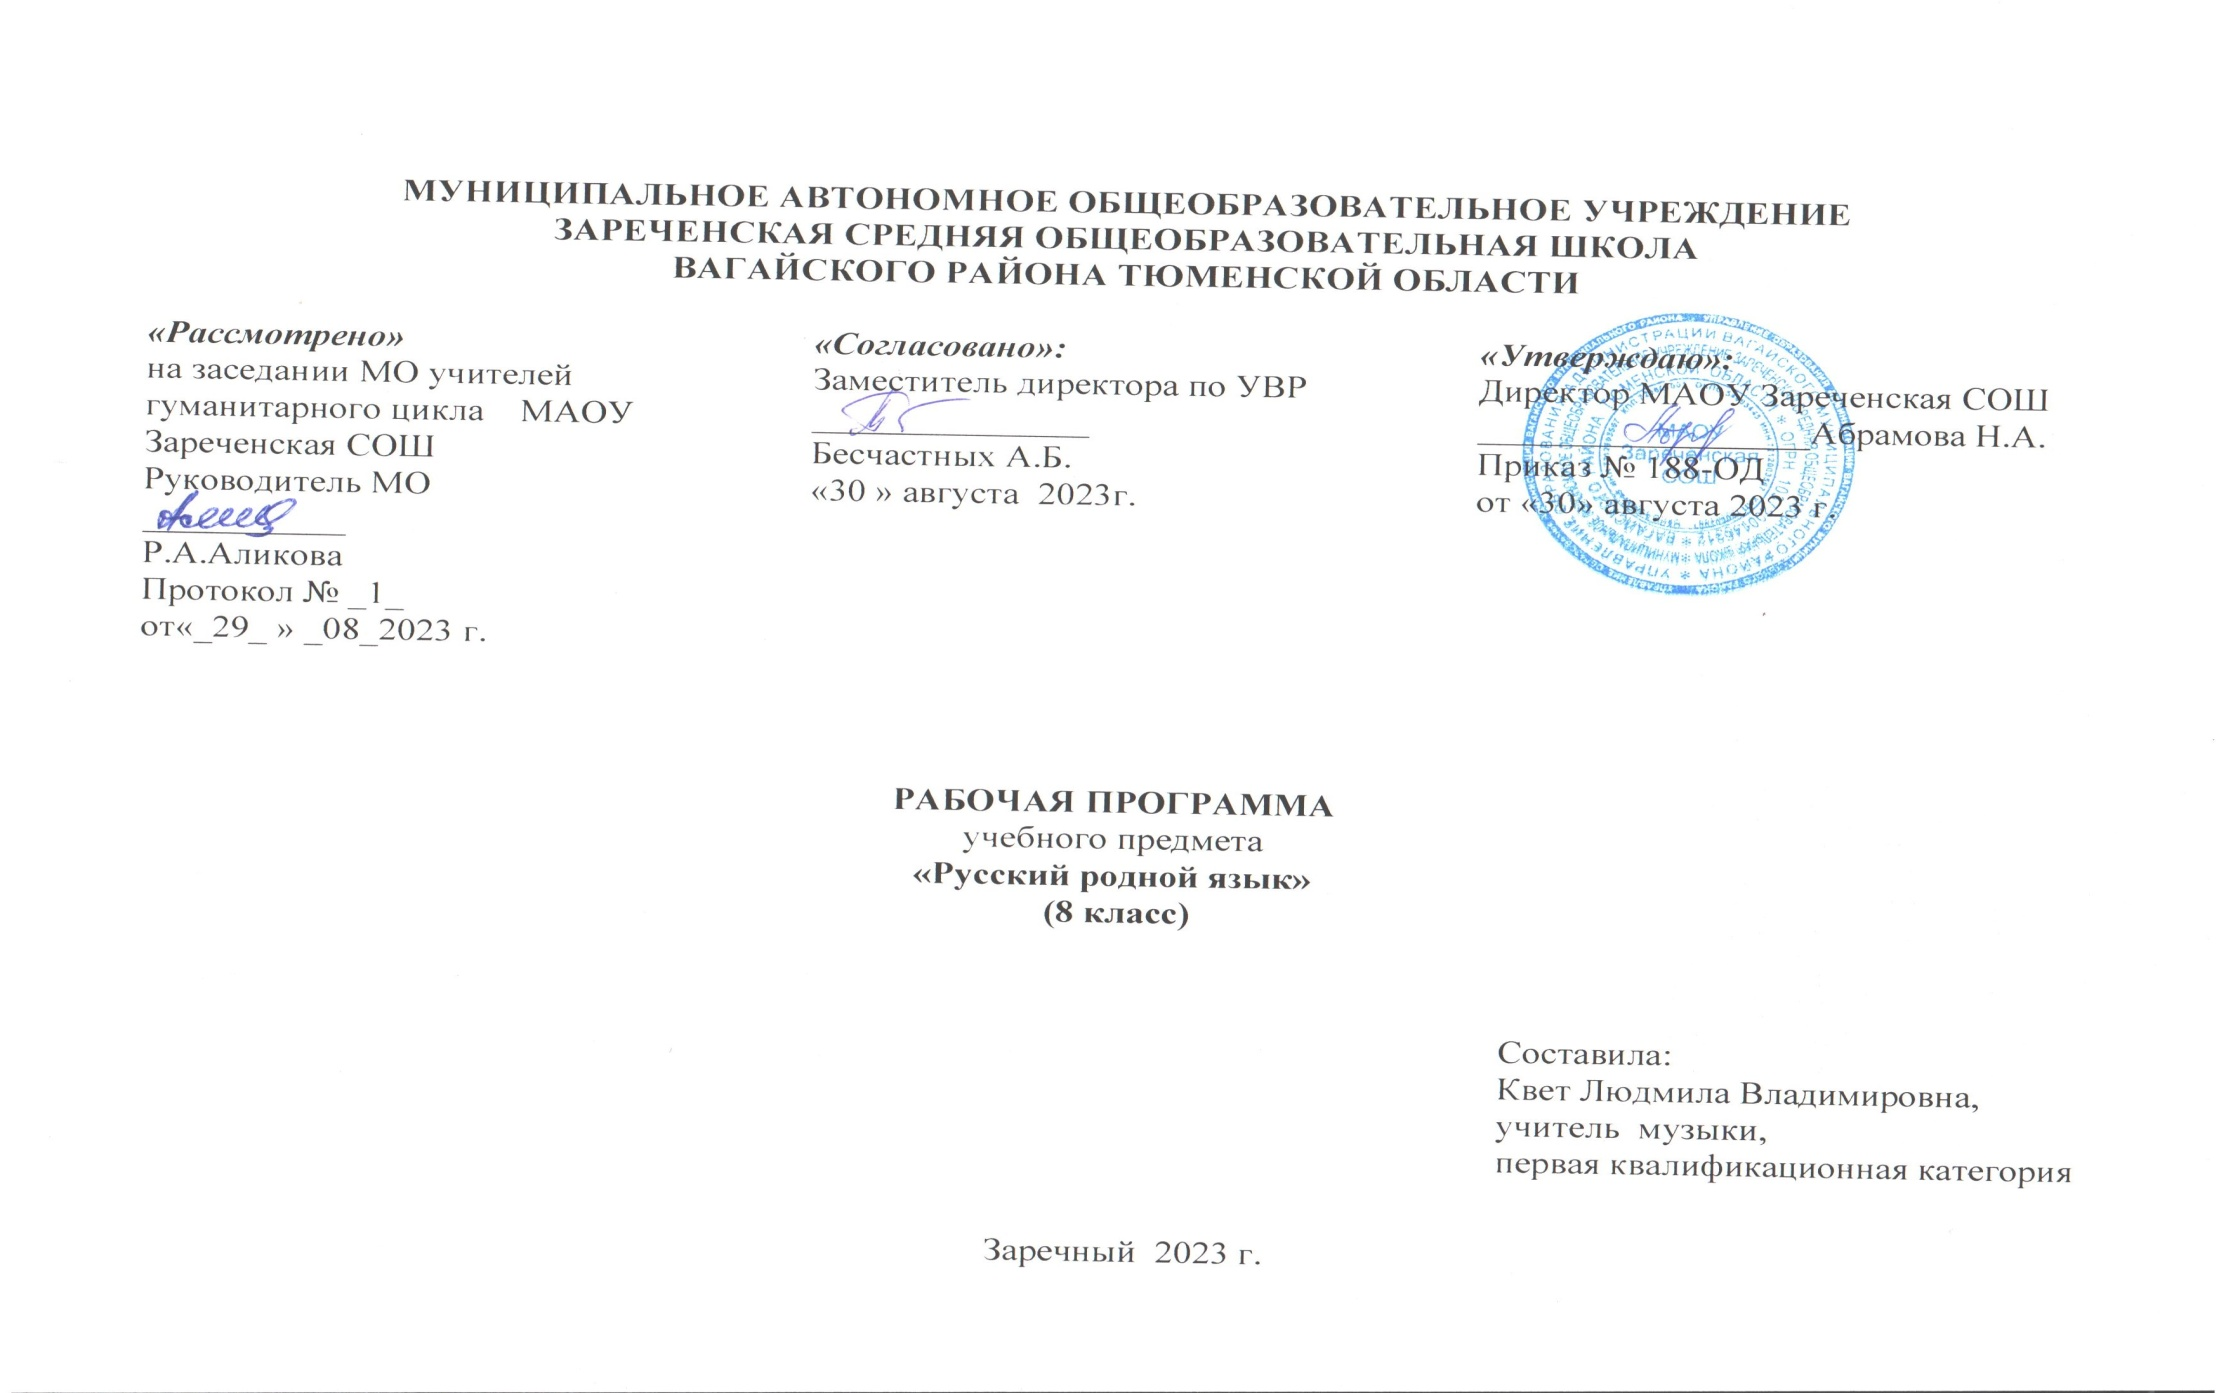 МУНИЦИПАЛЬНОЕ АВТОНОМНОЕ ОБЩЕОБРАЗОВАТЕЛЬНОЕ УЧРЕЖДЕНИЕ
ЗАРЕЧЕНСКАЯ СРЕДНЯЯ ОБЩЕОБРАЗОВАТЕЛЬНАЯ ШКОЛА
ВАГАЙСКОГО РАЙОНА ТЮМЕНСКОЙ ОБЛАСТИ
«Рассмотрено»
на заседании МО учителей
гуманитарного цикла МАОУ
Зареченская СОШ
Руководитель МО
Р.А.Аликова
Протокол № _1_
от«_29_ » _08_2023 г.
«Согласовано»:
Заместитель директора по УВР
Бесчастных А.Б.
«30 » августа 2023г.
«Утверждаю»:
Директор МАОУ Зареченская СОШ
Абрамова Н.А.
Приказ № 188-ОД
от «30» августа 2023 г.
МАОУ
Зареченская
СОШ
РАБОЧАЯ ПРОГРАММА
учебного предмета
«Русский родной язык»
(8 класс)
Составила:
Квет Людмила Владимировна,
учитель музыки,
первая квалификационная категория
Заречный 2023 г.